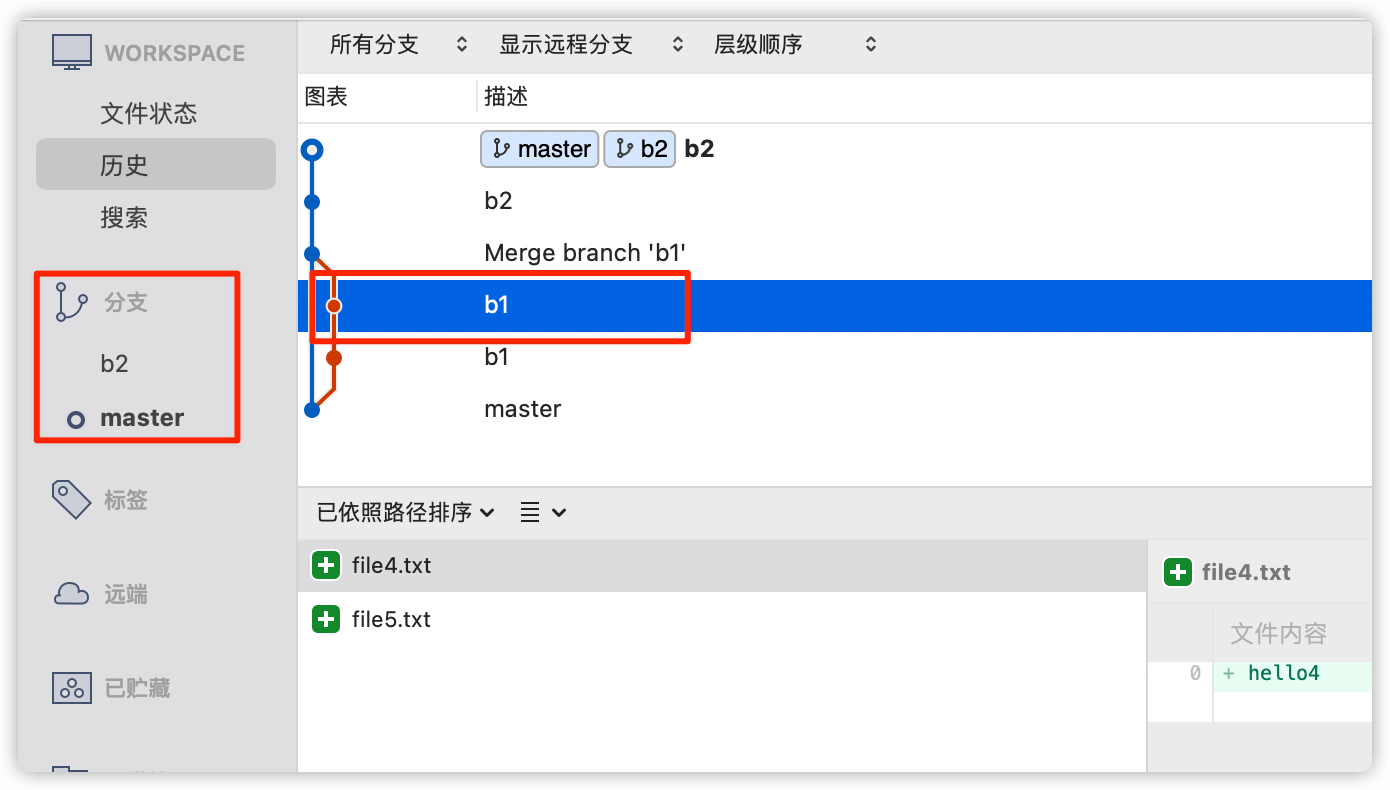 WORKSPACE
文件状态
历史
搜索
分支
b2
master
标签
远端
已贮藏
所有分支 显示远程分支 层级顺序
图表 描述
master b2 b2
b2
Merge branch 'b1'
b1
b1
master
已依照路径排序
file4.txt
file5.txt
file4.txt
文件内容
0 + hello4